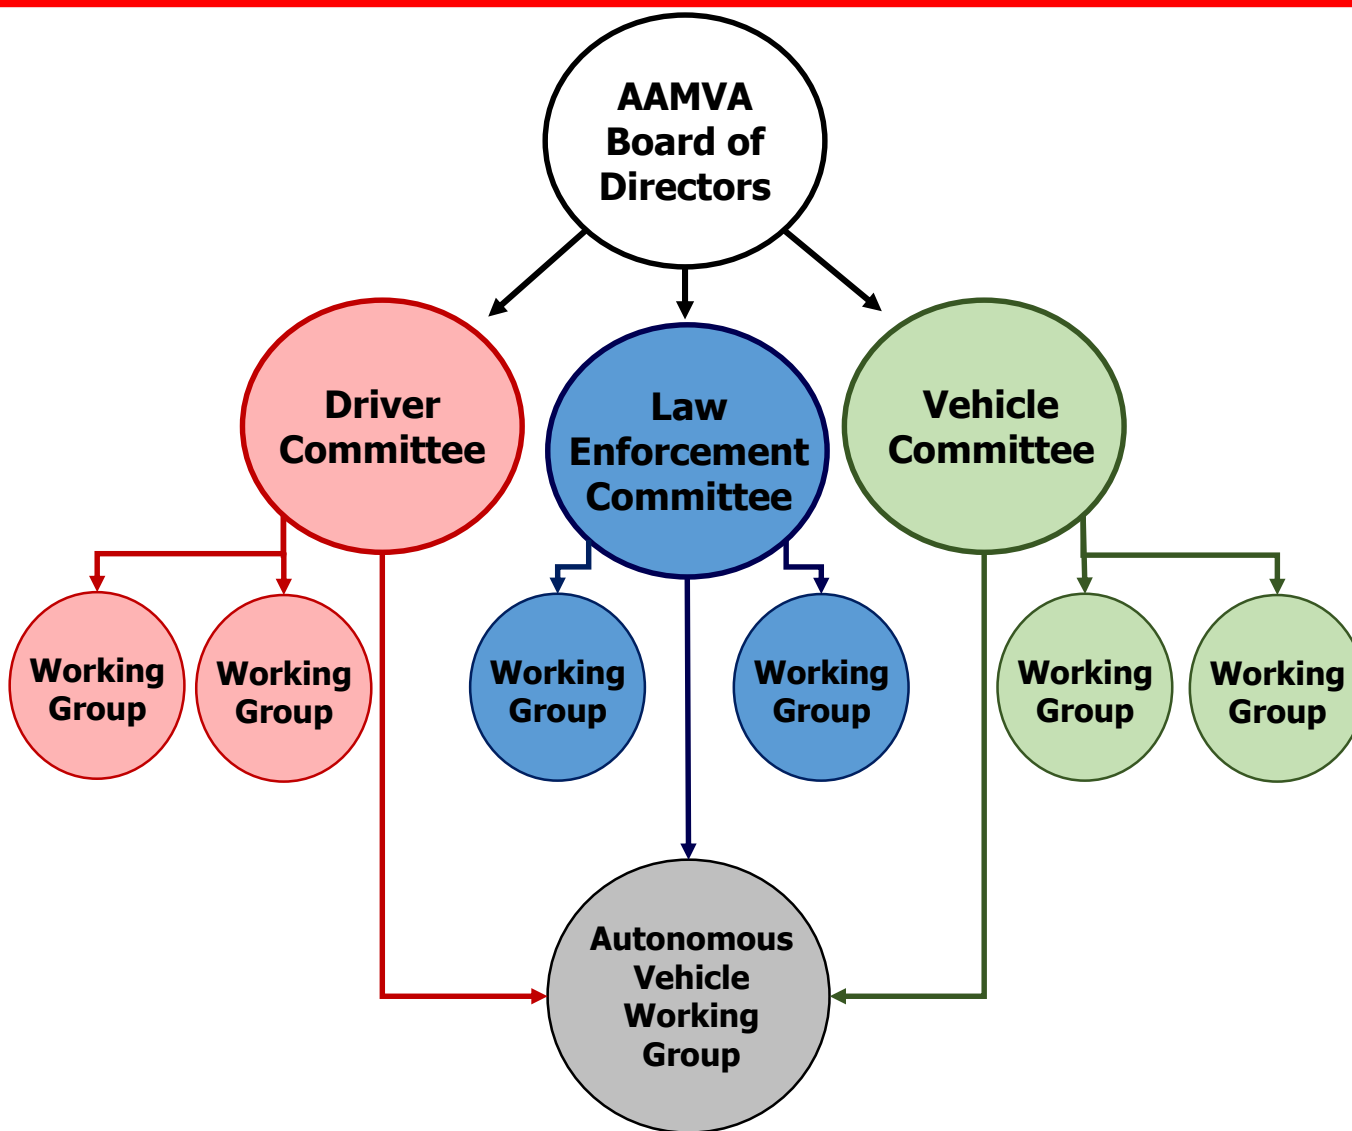 AAMVA
Board of
Directors
Driver
Committee
Law
Enforcement
Committee
Vehicle
Committee
Working
Group
Working
Group
Working
Group
Working
Group
Working
Group
Working
Group
Autonomous
Vehicle
Working
Group